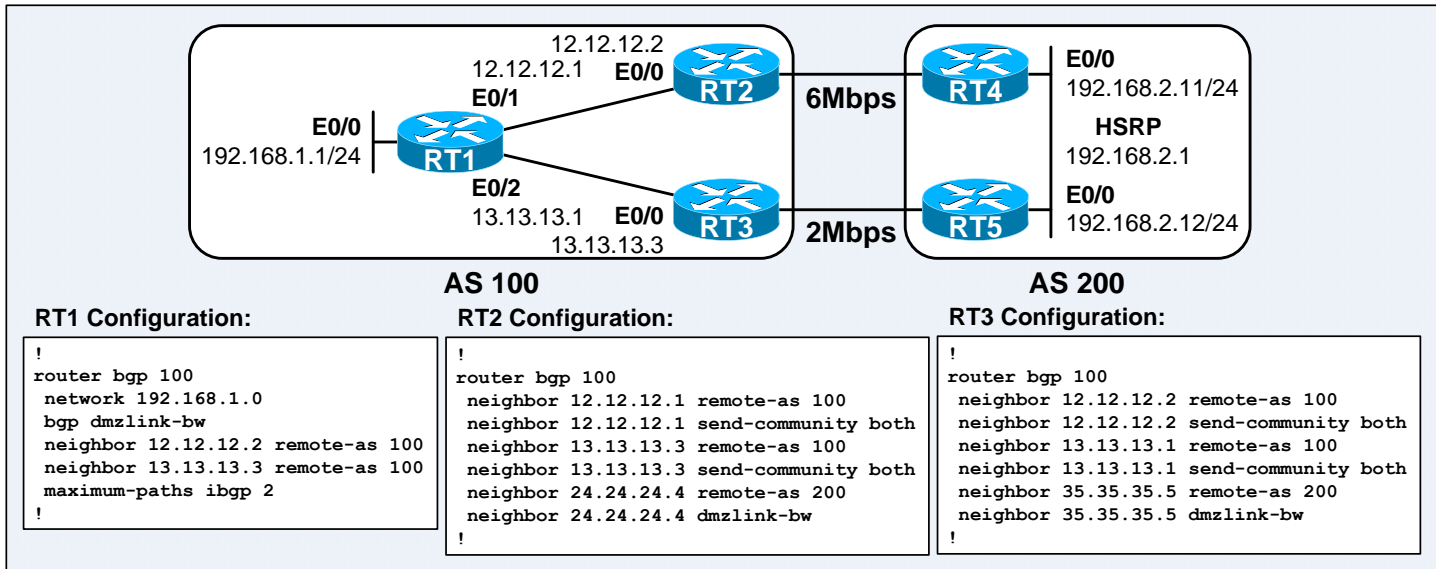 12.12.12.2
12.12.12.1
E0/0
E0/1
RT2
6Mbps
RT4
E0/0
192.168.2.11/24
E0/0
192.168.1.1/24
RT1
HSRP
192.168.2.1
E0/2
13.13.13.1
E0/0
13.13.13.3
RT3
2Mbps
RT5
E0/0
192.168.2.12/24
AS 100
AS 200
RT1 Configuration:
!
router bgp 100
network 192.168.1.0
bgp dmzlink-bw
neighbor 12.12.12.2 remote-as 100
neighbor 13.13.13.3 remote-as 100
maximum-paths ibgp 2
!
RT2 Configuration:
!
router bgp 100
neighbor 12.12.12.1 remote-as 100
neighbor 12.12.12.1 send-community both
neighbor 13.13.13.3 remote-as 100
neighbor 13.13.13.3 send-community both
neighbor 24.24.24.4 remote-as 200
neighbor 24.24.24.4 dmzlink-bw
!
RT3 Configuration:
!
router bgp 100
neighbor 12.12.12.2 remote-as 100
neighbor 12.12.12.2 send-community both
neighbor 13.13.13.1 remote-as 100
neighbor 13.13.13.1 send-community both
neighbor 35.35.35.5 remote-as 200
neighbor 35.35.35.5 dmzlink-bw
!